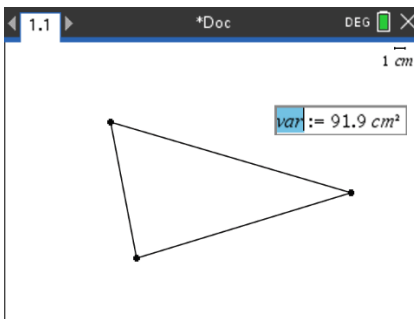 1.1 *Doc DEG
1 cm
var := 91.9 cm²